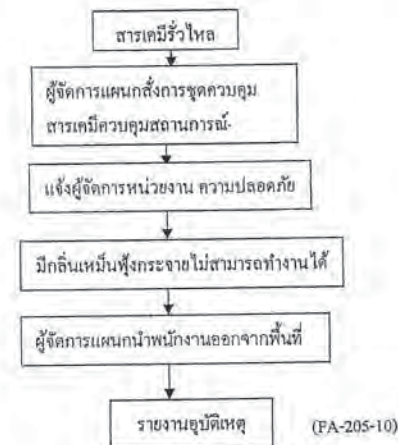 สารเคมีรั่วไหล
ผู้จัดการแผนกสั่งการชุดควบคุม
สารเคมีควบคุมสถานการณ์.
แจ้งผู้จัดการหน่วยงาน ความปลอดภัย
มีกลิ่นเหม็นฟุ้งกระจายไม่สามารถทำงานได้
ผู้จัดการแผนกนำพนักงานออกจากพื้นที่
รายงานอุบัติเหตุ (FA-205-10)